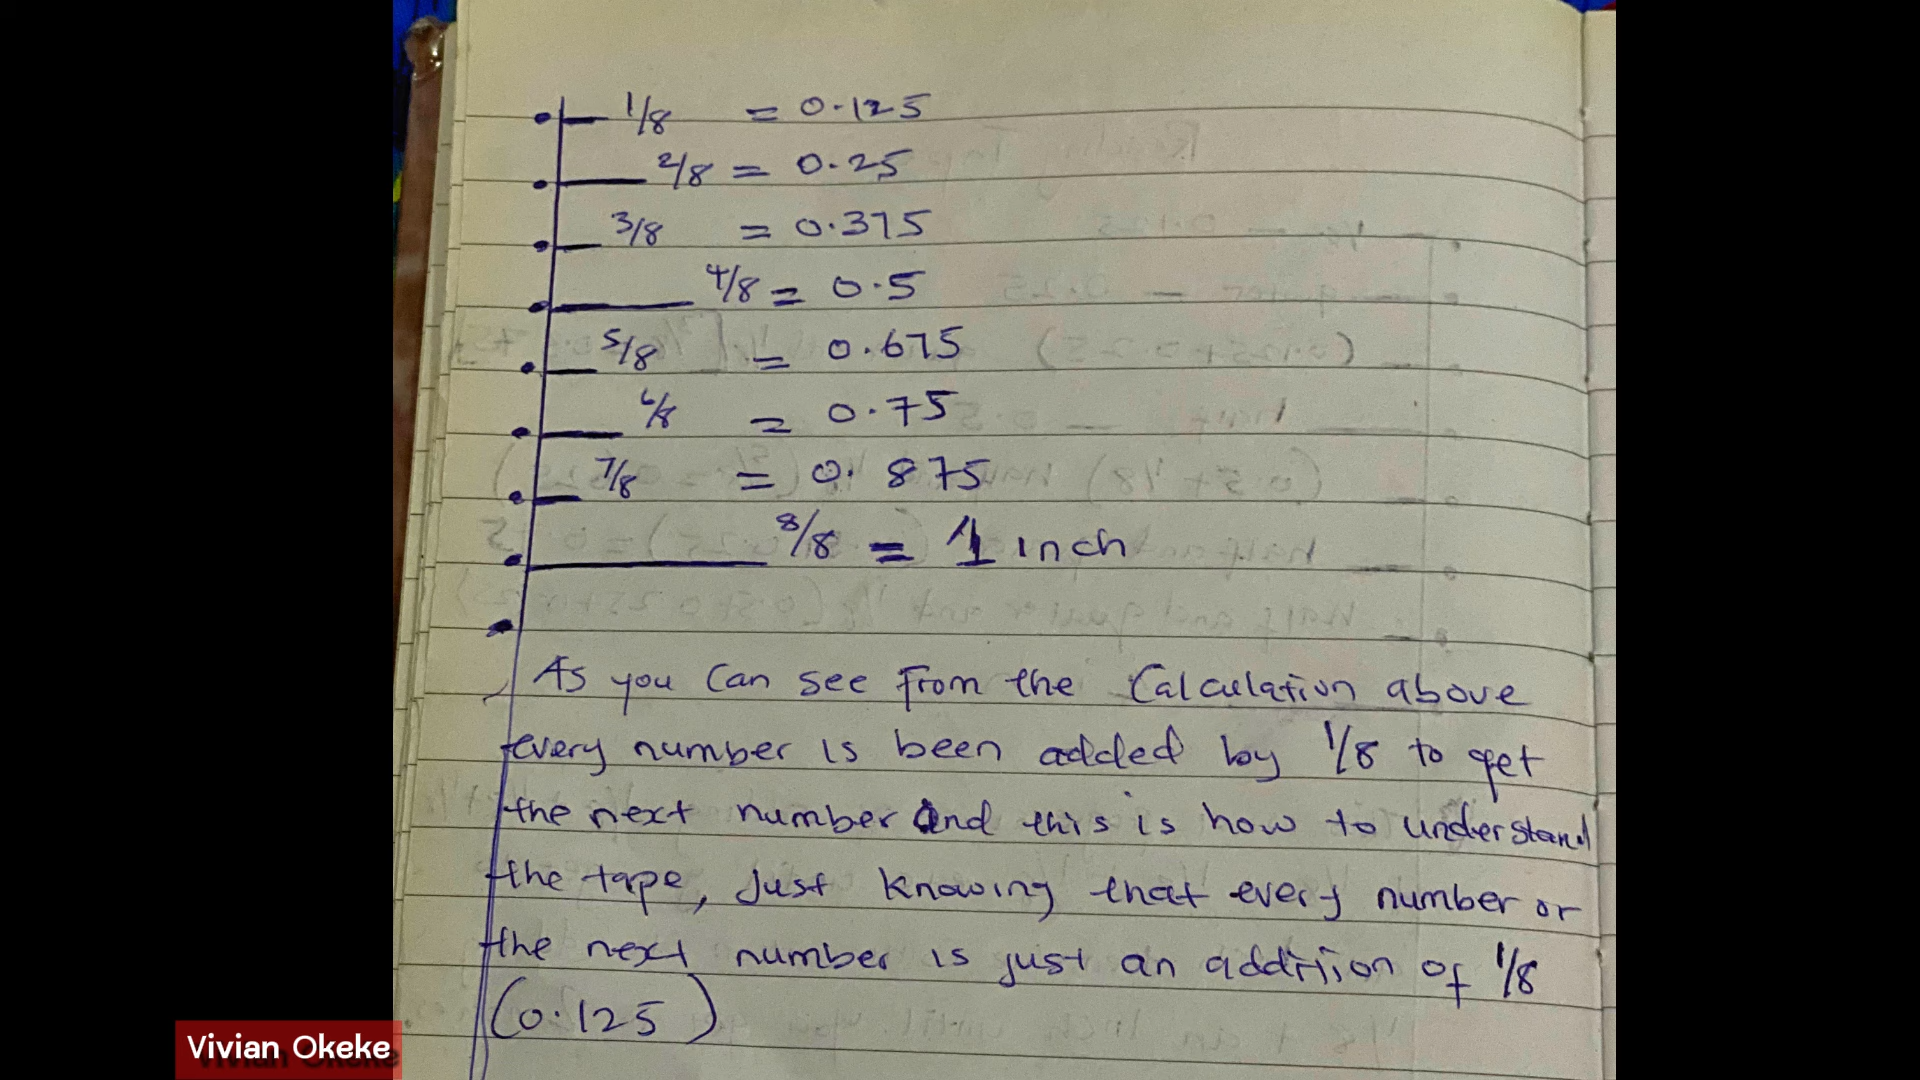 1/8 = 0.125
2/8 = 0.25
3/8 = 0.375
4/8 = 0.5
5/8 = 0.675
6/8 = 0.75
7/8 = 0.875
8/8 = 1 inch
As you can see from the Calculation above
every number is been added by 1/8 to get
the next number and this is how to understand
the tape, Just knowing that every number or
the next number is just an addition of 1/8
(0.125)
Vivian Okeke